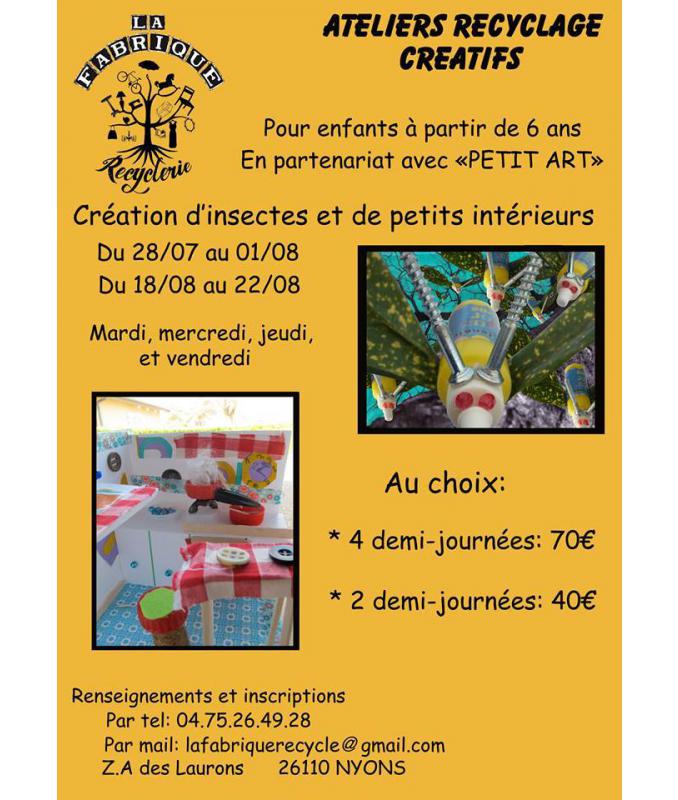 LA
FABRIQUE
Recyclerie
ATELIERS RECYCLAGE
CREATIFS
Pour enfants à partir de 6 ans
En partenariat avec «PETIT ART»
Création d'insectes et de petits intérieurs
Du 28/07 au 01/08
Du 18/08 au 22/08
Mardi, mercredi, jeudi,
et vendredi
Au choix:
* 4 demi-journées: 70€
* 2 demi-journées: 40€
Renseignements et inscriptions
Par tel: 04.75.26.49.28
Par mail: lafabriquerecycle@gmail.com
Z.A des Laurons 26110 NYONS